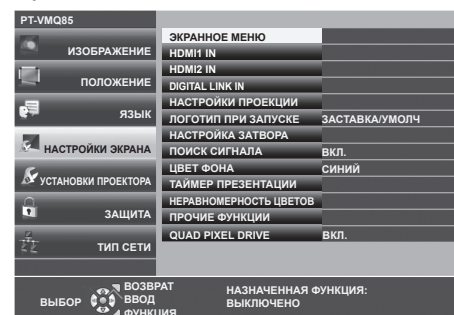 PT-VMQ85
ИЗОБРАЖЕНИЕ
ПОЛОЖЕНИЕ
ЯЗЫК
НАСТРОЙКИ ЭКРАНА
УСТАНОВКИ ПРОЕКТОРА
ЗАЩИТА
ТИП СЕТИ
ЭКРАННОЕ МЕНЮ
HDMI1 IN
HDMI2 IN
DIGITAL LINK IN
НАСТРОЙКИ ПРОЕКЦИИ
ЛОГОТИП ПРИ ЗАПУСКЕ ЗАСТАВКА/УМОЛЧ
НАСТРОЙКА ЗАТВОРА
ПОИСК СИГНАЛА ВКЛ.
ЦВЕТ ФОНА СИНИЙ
ТАЙМЕР ПРЕЗЕНТАЦИИ
НЕРАВНОМЕРНОСТЬ ЦВЕТОВ
ПРОЧИЕ ФУНКЦИИ
QUAD PIXEL DRIVE ВКЛ.
ВЫБОР
ВОЗВРАТ
ВВОД
ФУНКЦИЯ
НАЗНАЧЕННАЯ ФУНКЦИЯ:
ВЫКЛЮЧЕНО